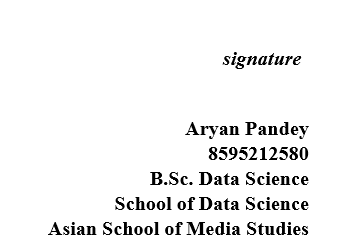 signature
Aryan Pandey
8595212580
B.Sc. Data Science
School of Data Science
Asian School of Media Studies